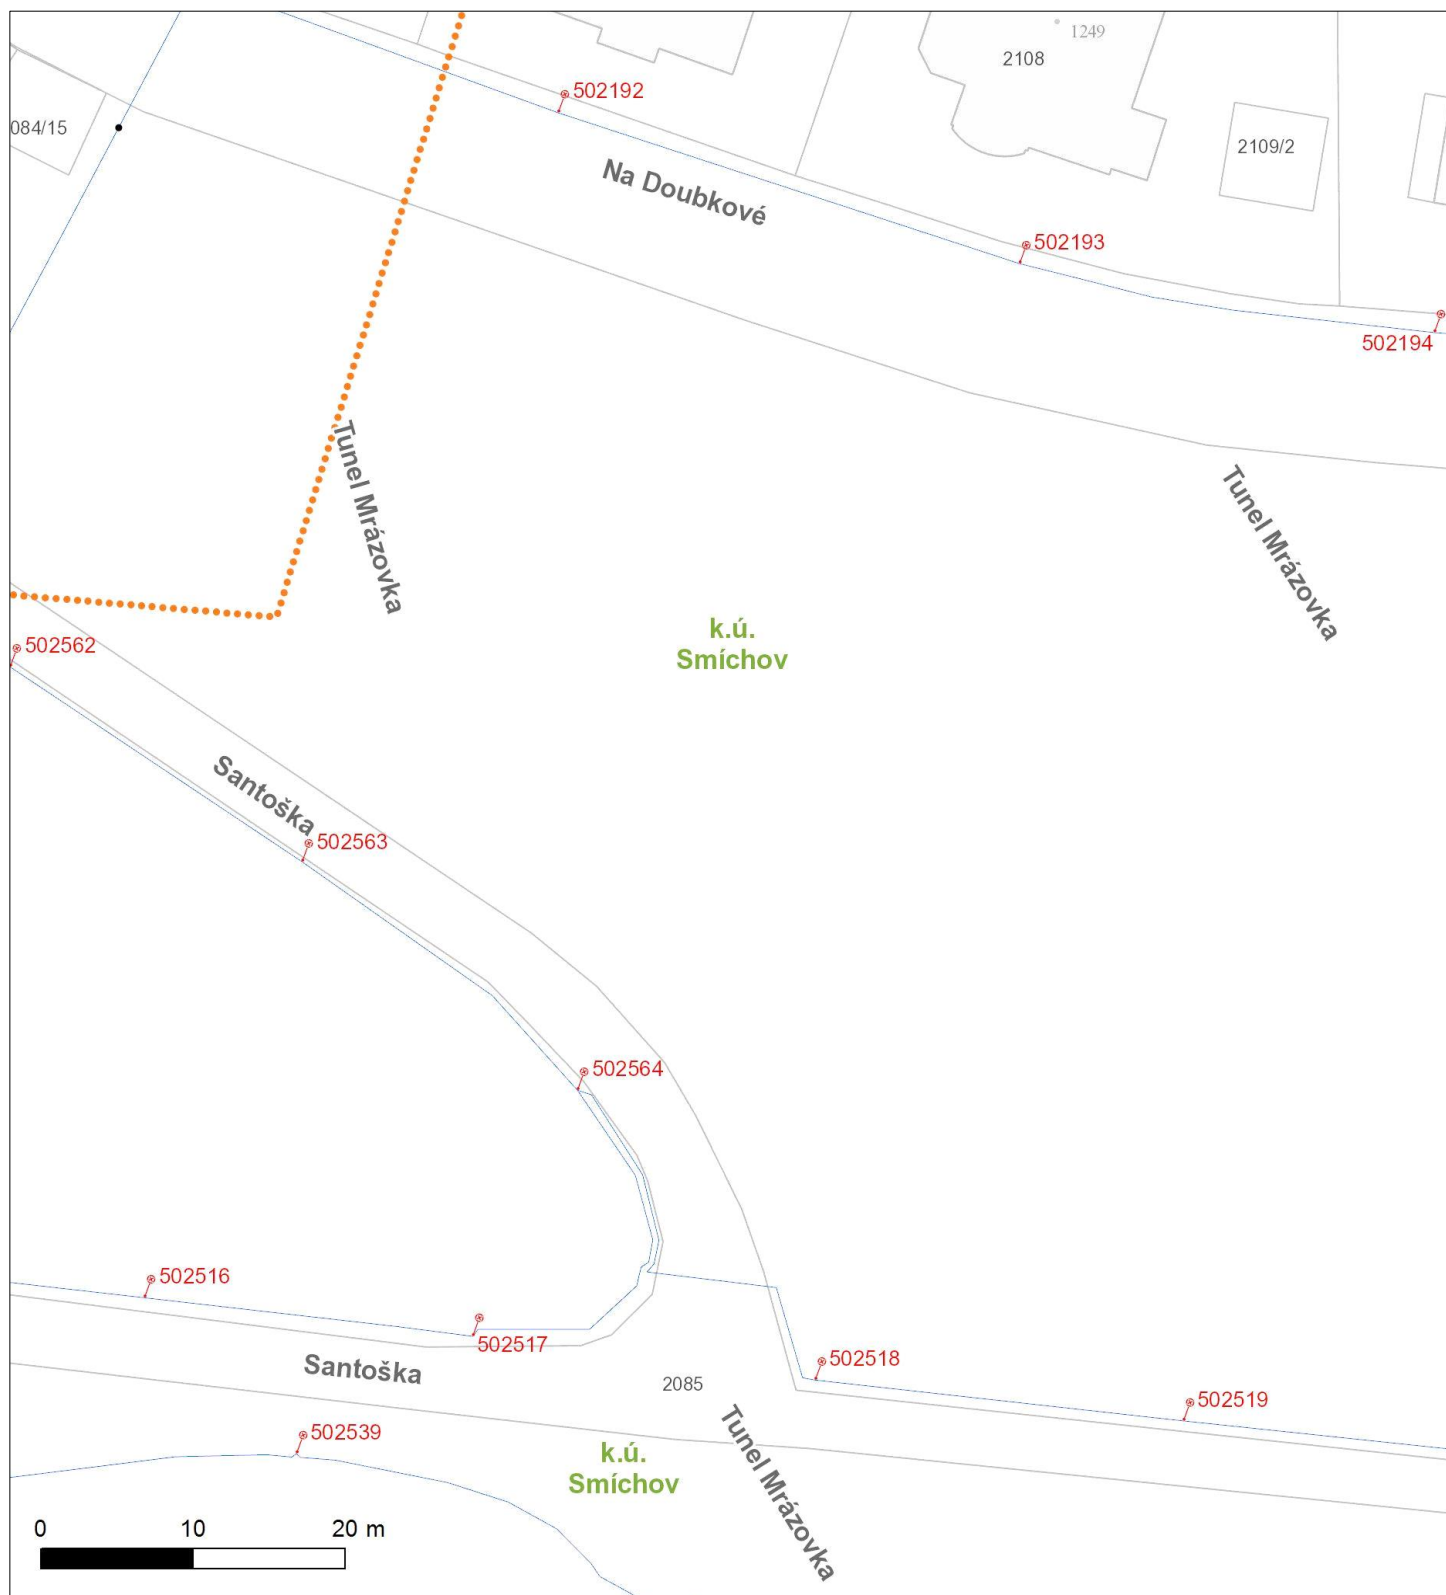 1249
2108
502192
084/15
2109/2
Na Doubkové
502193
502194
Tunel Mrázovka
Tunel Mrázovka
k.ú.
Smíchov
502562
Santoška
502563
502564
502516
502517
502518
Santoška
2085
502519
502539
Tunel Mrázovka
k.ú.
Smíchov
0 10 20 m